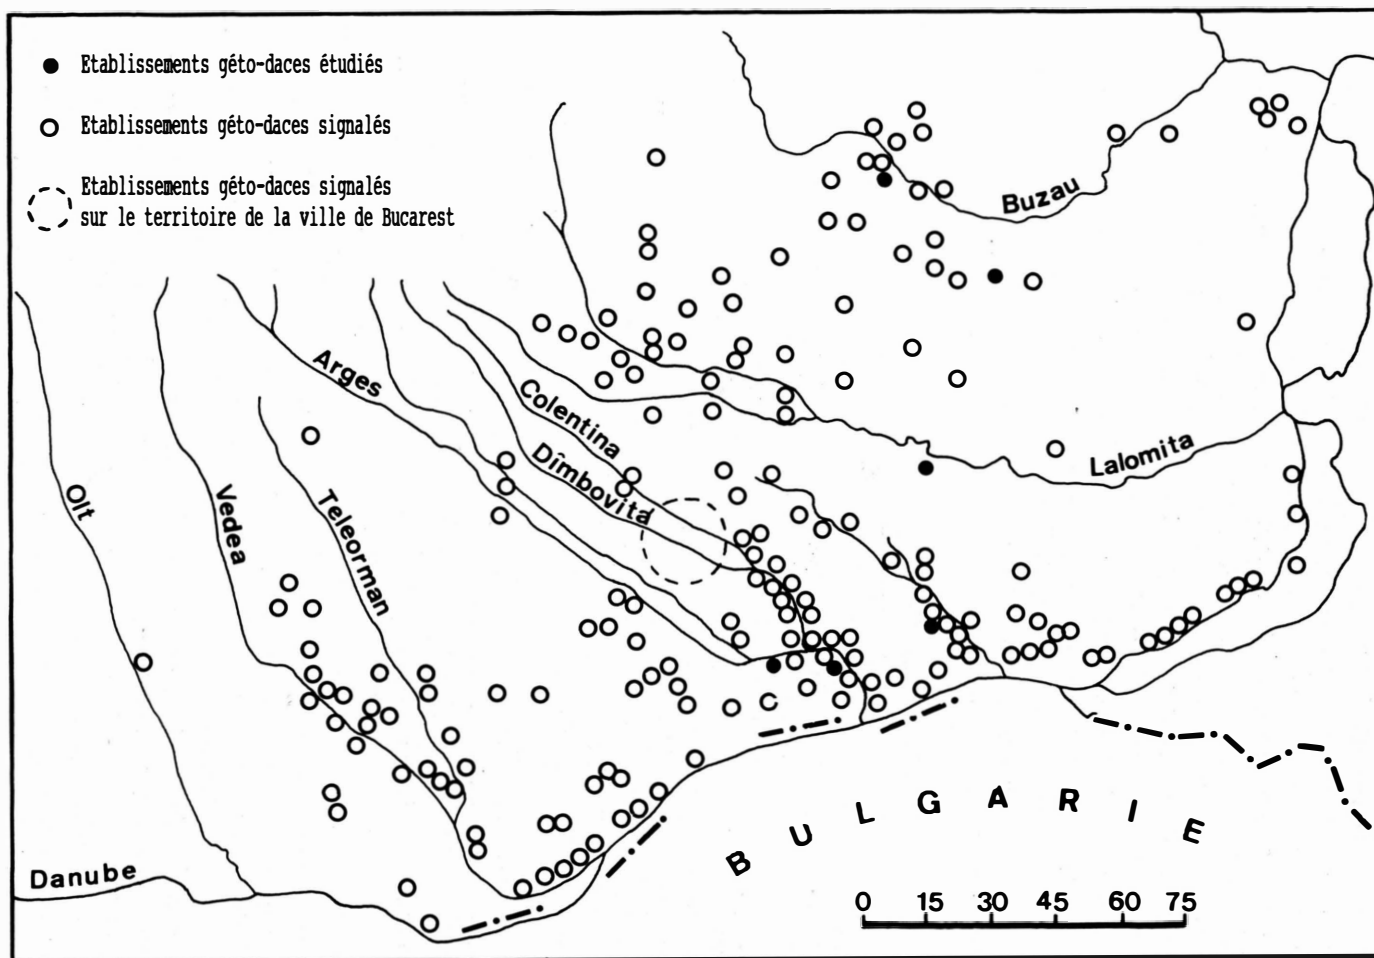 Etablissements géto-daces étudiés
Etablissements géto-daces signalés
Etablissements géto-daces signalés
sur le territoire de la ville de Bucarest
Buzau
Arges
Colentina
Dîmbovita
Lalomita
Olt
Vedea
Teleorman
Danube
BULGARIE
0 15 30 45 60 75